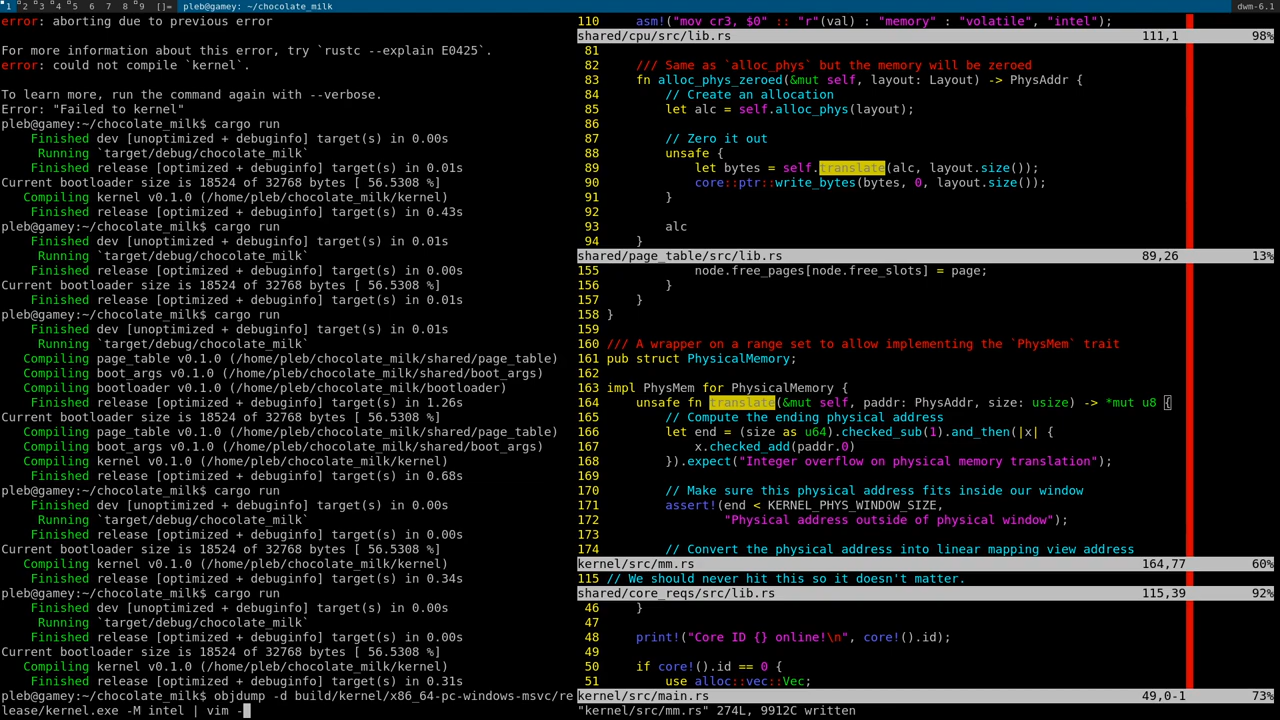 1 2 3 4 5 6 7 8 9 []= pleb@gamey: ~/chocolate_milk dwm-6.1
error: aborting due to previous error
For more information about this error, try `rustc --explain E0425`.
error: could not compile `kernel`.
To learn more, run the command again with --verbose.
Error: "Failed to kernel"
pleb@gamey:~/chocolate_milk$ cargo run
Finished dev [unoptimized + debuginfo] target(s) in 0.00s
Running `target/debug/chocolate_milk`
Finished release [optimized + debuginfo] target(s) in 0.01s
Current bootloader size is 18524 of 32768 bytes [ 56.5308 %]
Compiling kernel v0.1.0 (/home/pleb/chocolate_milk/kernel)
Finished release [optimized + debuginfo] target(s) in 0.43s
pleb@gamey:~/chocolate_milk$ cargo run
Finished dev [unoptimized + debuginfo] target(s) in 0.01s
Running `target/debug/chocolate_milk`
Finished release [optimized + debuginfo] target(s) in 0.00s
Current bootloader size is 18524 of 32768 bytes [ 56.5308 %]
Finished release [optimized + debuginfo] target(s) in 0.01s
pleb@gamey:~/chocolate_milk$ cargo run
Finished dev [unoptimized + debuginfo] target(s) in 0.01s
Running `target/debug/chocolate_milk`
Compiling page_table v0.1.0 (/home/pleb/chocolate_milk/shared/page_table)
Compiling boot_args v0.1.0 (/home/pleb/chocolate_milk/shared/boot_args)
Compiling bootloader v0.1.0 (/home/pleb/chocolate_milk/bootloader)
Finished release [optimized + debuginfo] target(s) in 1.26s
Current bootloader size is 18524 of 32768 bytes [ 56.5308 %]
Compiling page_table v0.1.0 (/home/pleb/chocolate_milk/shared/page_table)
Compiling boot_args v0.1.0 (/home/pleb/chocolate_milk/shared/boot_args)
Compiling kernel v0.1.0 (/home/pleb/chocolate_milk/kernel)
Finished release [optimized + debuginfo] target(s) in 0.68s
pleb@gamey:~/chocolate_milk$ cargo run
Finished dev [unoptimized + debuginfo] target(s) in 0.01s
Running `target/debug/chocolate_milk`
Finished release [optimized + debuginfo] target(s) in 0.00s
Current bootloader size is 18524 of 32768 bytes [ 56.5308 %]
Compiling kernel v0.1.0 (/home/pleb/chocolate_milk/kernel)
Finished release [optimized + debuginfo] target(s) in 0.34s
pleb@gamey:~/chocolate_milk$ cargo run
Finished dev [unoptimized + debuginfo] target(s) in 0.00s
Running `target/debug/chocolate_milk`
Finished release [optimized + debuginfo] target(s) in 0.00s
Current bootloader size is 18524 of 32768 bytes [ 56.5308 %]
Compiling kernel v0.1.0 (/home/pleb/chocolate_milk/kernel)
Finished release [optimized + debuginfo] target(s) in 0.31s
pleb@gamey:~/chocolate_milk$ objdump -d build/kernel/x86_64-pc-windows-msvc/re
lease/kernel.exe -M intel | vim -
110 asm!("mov cr3, $0" :: "r"(val) : "memory" : "volatile", "intel");
shared/cpu/src/lib.rs 111,1 98%
81
82 /// Same as `alloc_phys` but the memory will be zeroed
83 fn alloc_phys_zeroed(&mut self, layout: Layout) -> PhysAddr {
84 // Create an allocation
85 let alc = self.alloc_phys(layout);
86
87 // Zero it out
88 unsafe {
89 let bytes = self.translate(alc, layout.size());
90 core::ptr::write_bytes(bytes, 0, layout.size());
91 }
92
93 alc
94 }
shared/page_table/src/lib.rs 89,26 13%
155 node.free_pages[node.free_slots] = page;
156 }
157 }
158 }
159
160 /// A wrapper on a range set to allow implementing the `PhysMem` trait
161 pub struct PhysicalMemory;
162
163 impl PhysMem for PhysicalMemory {
164 unsafe fn translate(&mut self, paddr: PhysAddr, size: usize) -> *mut u8 {
165 // Compute the ending physical address
166 let end = (size as u64).checked_sub(1).and_then(|x| {
167 x.checked_add(paddr.0)
168 }).expect("Integer overflow on physical memory translation");
169
170 // Make sure this physical address fits inside our window
171 assert!(end < KERNEL_PHYS_WINDOW_SIZE,
172 "Physical address outside of physical window");
173
174 // Convert the physical address into linear mapping view address
kernel/src/mm.rs 164,77 60%
115 // We should never hit this so it doesn't matter.
shared/core_reqs/src/lib.rs 115,39 92%
46 }
47
48 print!("Core ID {} online!\n", core!().id);
49
50 if core!().id == 0 {
51 use alloc::vec::Vec;
kernel/src/main.rs 49,0-1 73%
"kernel/src/mm.rs" 274L, 9912C written